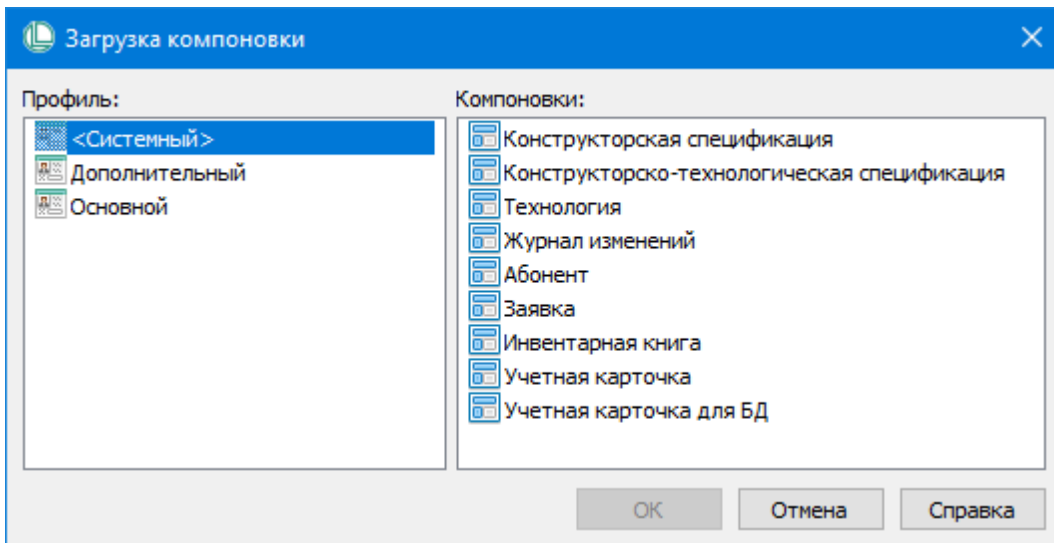 Загрузка компоновки
Профиль:
<Системный>
Дополнительный
Основной
Компоновки:
Конструкторская спецификация
Конструкторско-технологическая спецификация
Технология
Журнал изменений
Абонент
Заявка
Инвентарная книга
Учетная карточка
Учетная карточка для БД
ОК
Отмена
Справка